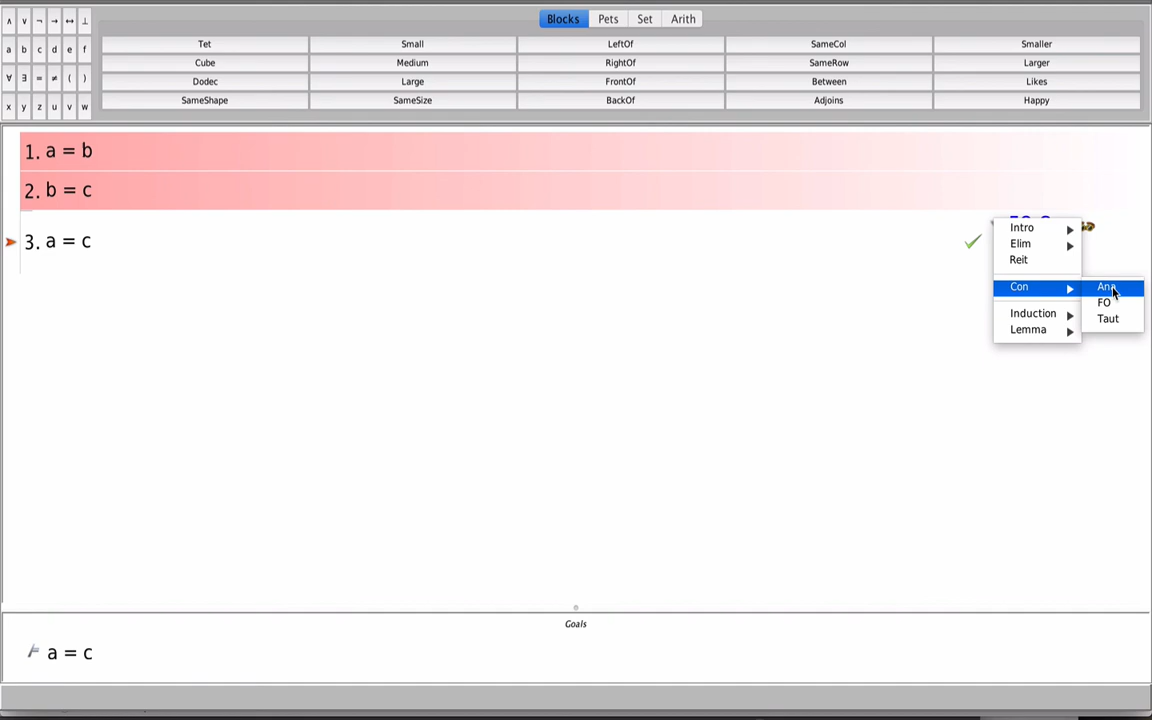 ∧ ∨ ¬ → ↔ ⊥
a b c d e f
∀ ∃ = ≠ ( )
x y z u v w
Blocks Pets Set Arith
Tet Small LeftOf SameCol Smaller
Cube Medium RightOf SameRow Larger
Dodec Large FrontOf Between Likes
SameShape SameSize BackOf Adjoins Happy
1. a = b
2. b = c
3. a = c
Intro
Elim
Reit
Con
Induction
Lemma
Ana
FO
Taut
Goals
a = c